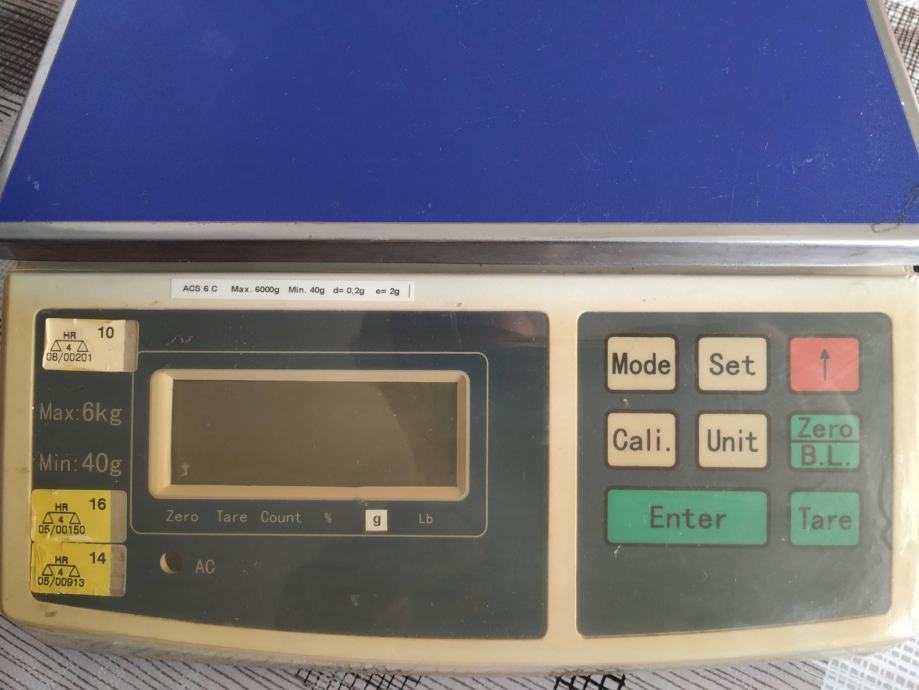 ACS 6 C Max. 6000g Min. 40g d= 0,2g e= 2g
HR 10
4
08/00201
Max:6kg
Min:40g
HR 16
4
05/00150
HR 14
4
05/00913
Zero Tare Count % g Lb
AC
Mode Set ↑
Cali. Unit Zero
B.L.
Enter Tare